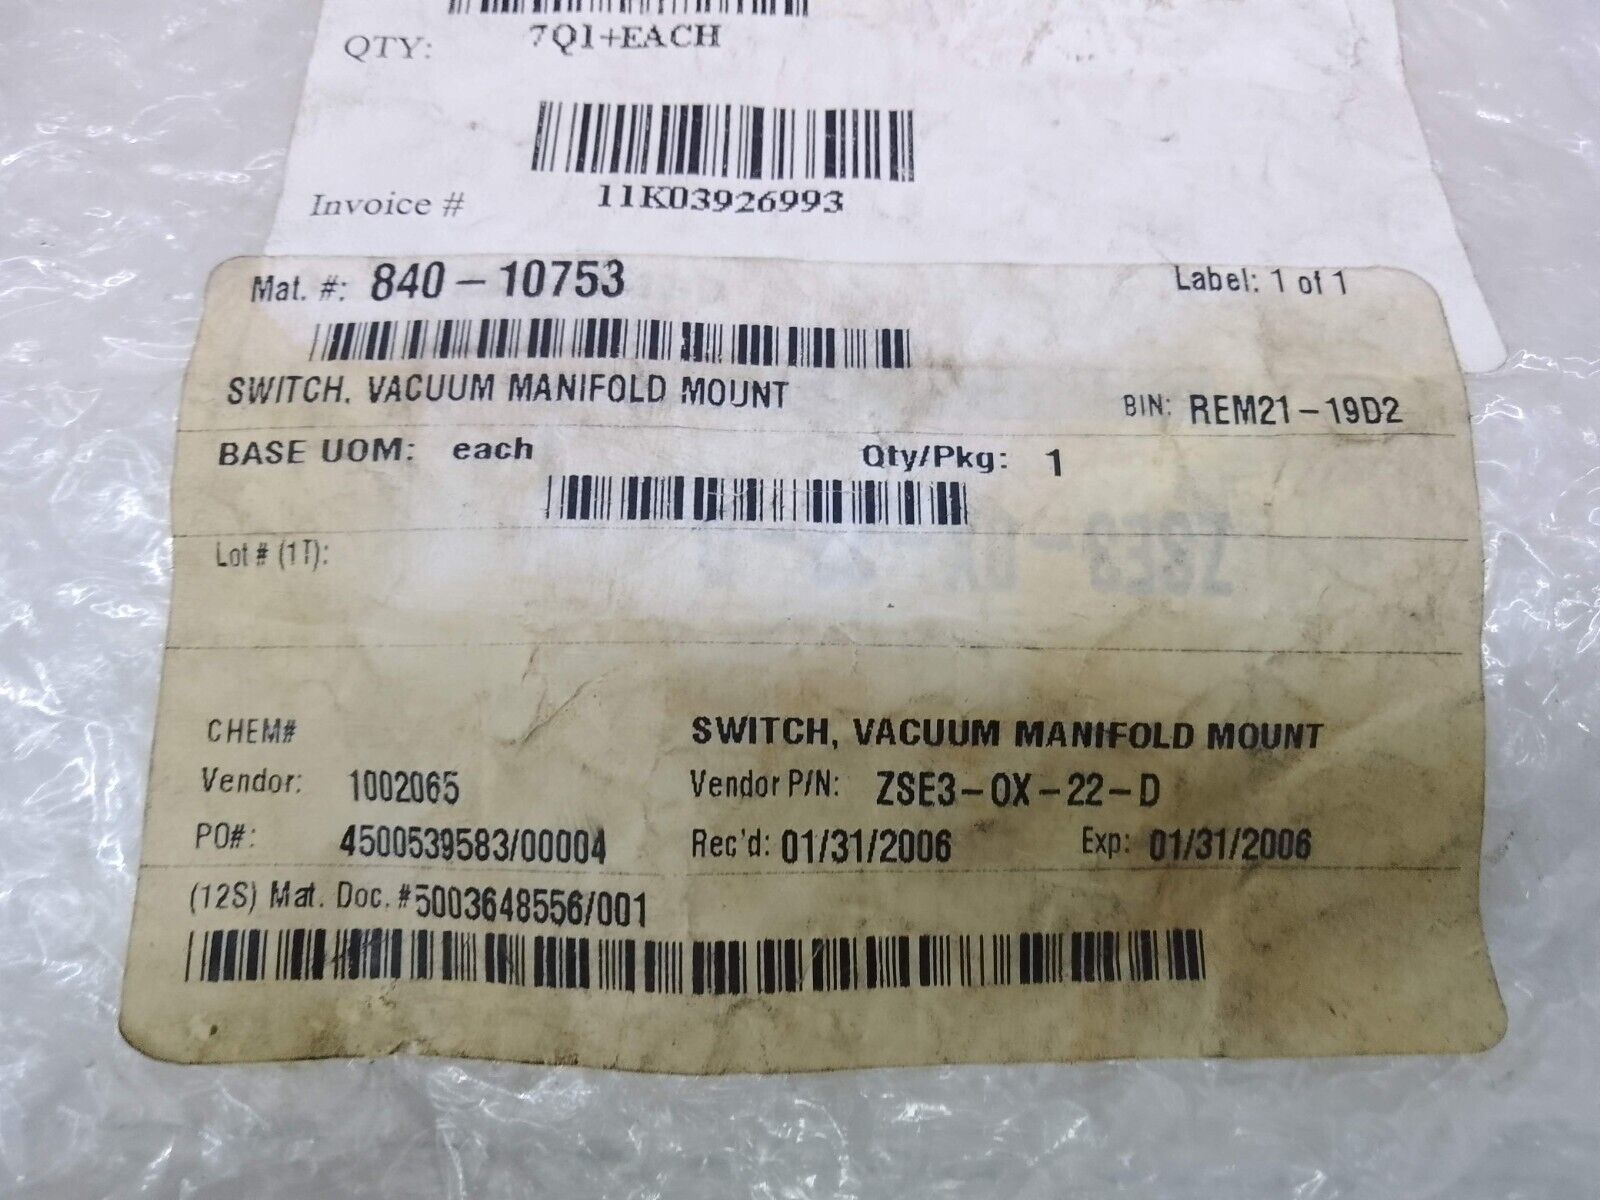 QTY: 7Q1+EACH
Invoice # 11K03926993
Mat. #: 840-10753 Label: 1 of 1
SWITCH, VACUUM MANIFOLD MOUNT BIN: REM21-19D2
BASE UOM: each Qty/Pkg: 1
Lot # (1T):
CHEM# SWITCH, VACUUM MANIFOLD MOUNT
Vendor: 1002065 Vendor P/N: ZSE3-0X-22-D
PO#: 4500539583/00004 Rec'd: 01/31/2006 Exp: 01/31/2006
(12S) Mat. Doc. #5003648556/001